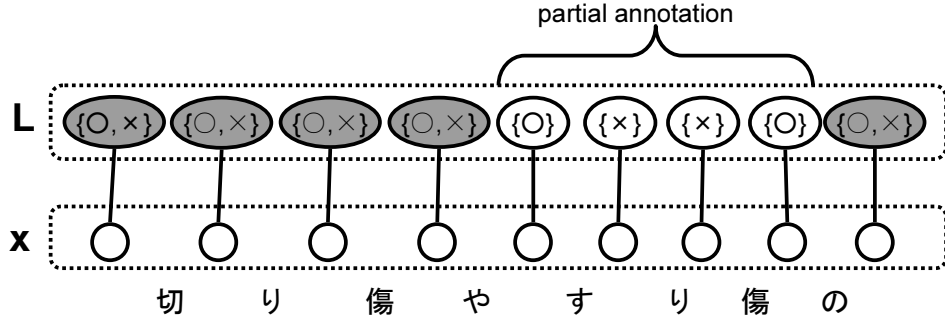 partial annotation
L {○,×} {○,×} {○,×} {○,×} {○} {×} {×} {○} {○,×}
x
切り傷やすり傷の